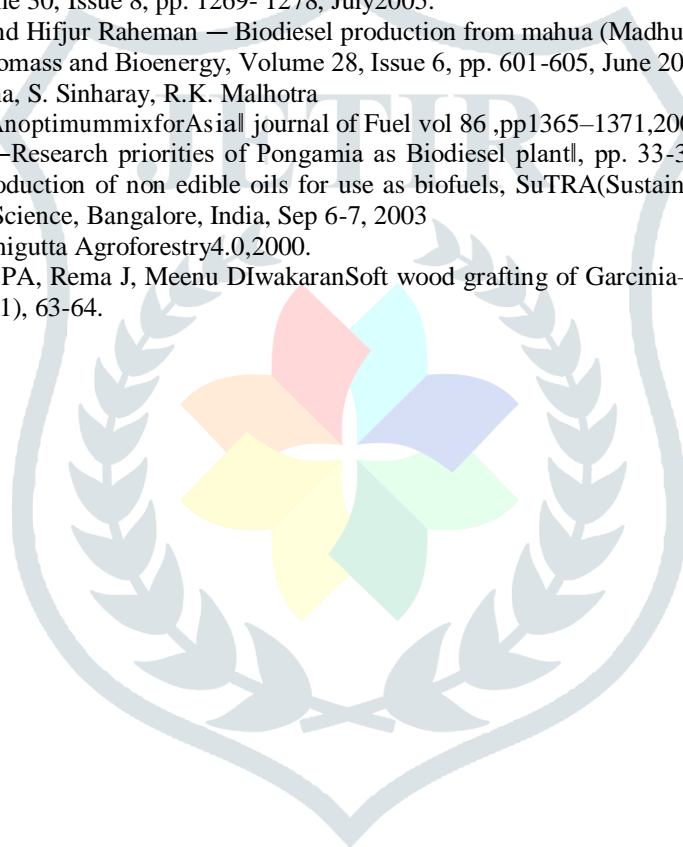 ne 30, Issue 8, pp. 1269- 1278, July2005.
nd Hifjur Raheman — Biodiesel production from mahua (Madhu
omass and Bioenergy, Volume 28, Issue 6, pp. 601-605, June 20
na, S. Sinharay, R.K. Malhotra
AnoptimummixforAsia‖ journal of Fuel vol 86 ,pp1365–1371,200
―Research priorities of Pongamia as Biodiesel plant‖, pp. 33-3
oduction of non edible oils for use as biofuels, SuTRA(Sustain
Science, Bangalore, India, Sep 6-7, 2003
nigutta Agroforestry4.0,2000.
PA, Rema J, Meenu DIwakaranSoft wood grafting of Garcinia–
1), 63-64.
JETIR